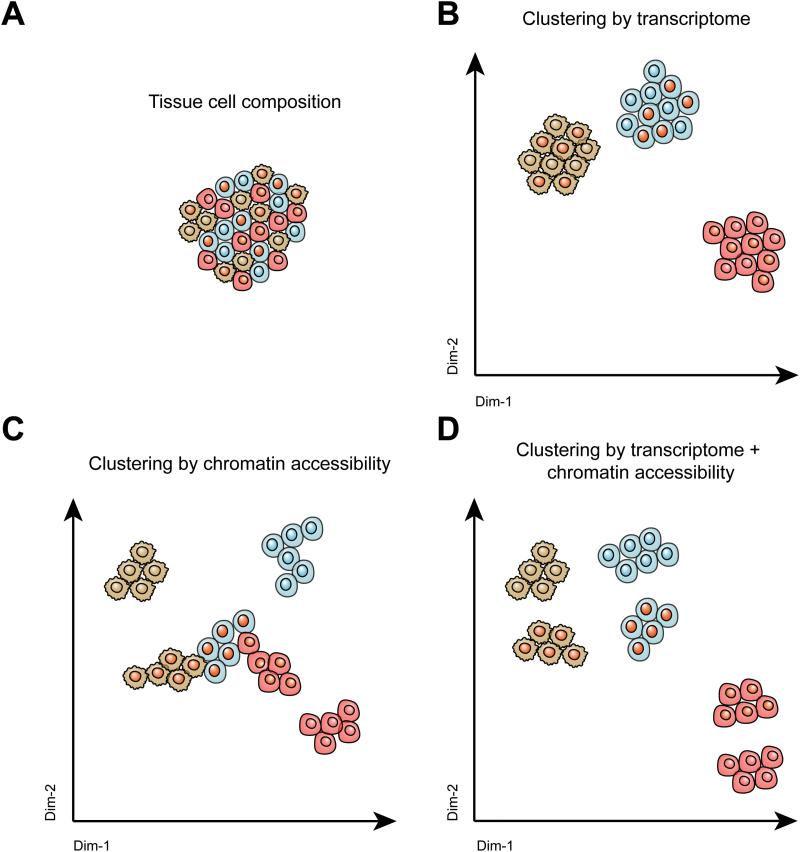 A
Tissue cell composition
B
Clustering by transcriptome
Dim-2
Dim-1
C
Clustering by chromatin accessibility
Dim-2
Dim-1
D
Clustering by transcriptome +
chromatin accessibility
Dim-2
Dim-1